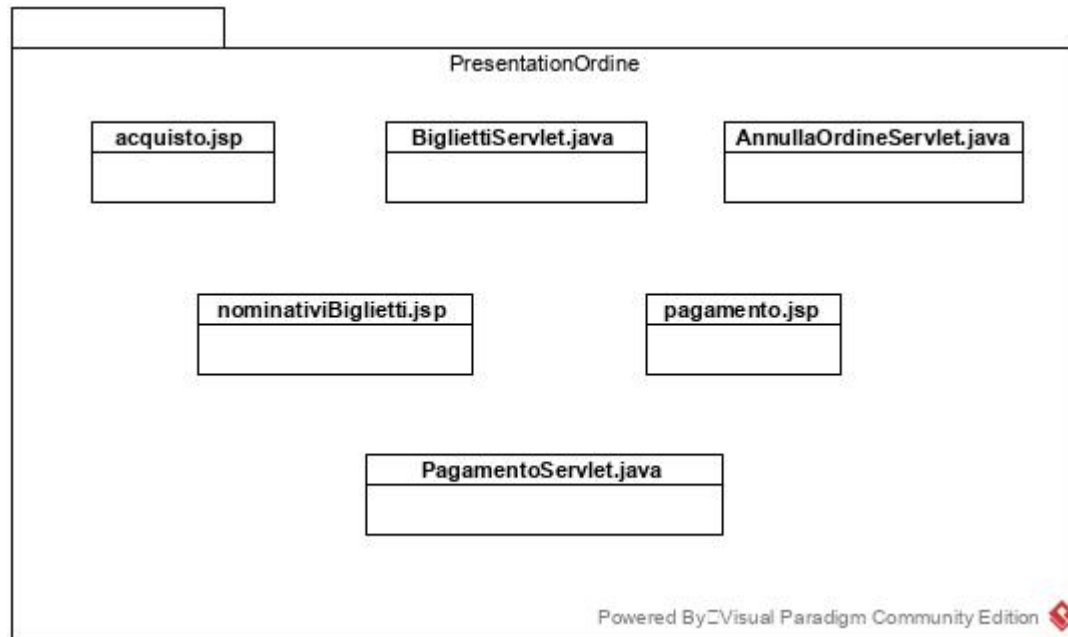 PresentationOrdine
acquisto.jsp
BigliettiServlet.java
AnnullaOrdineServlet.java
nominativiBiglietti.jsp
pagamento.jsp
PagamentoServlet.java
Powered By Visual Paradigm Community Edition